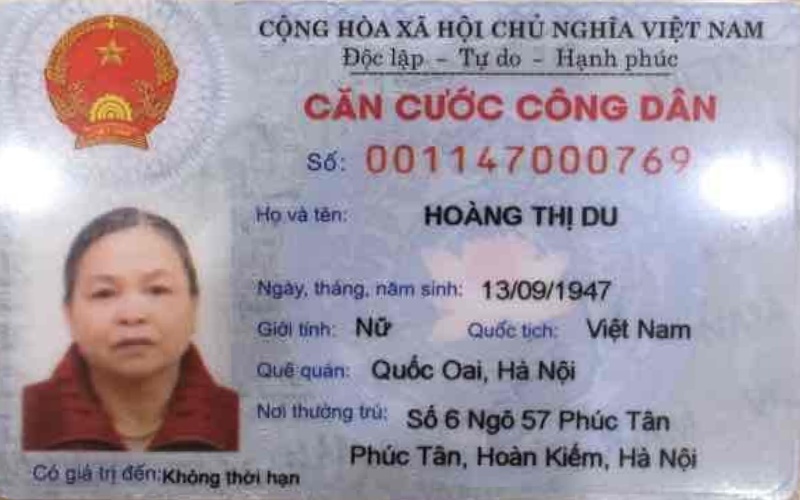 CỘNG HÒA XÃ HỘI CHỦ NGHĨA VIỆT NAM
Độc lập - Tự do - Hạnh phúc
CĂN CƯỚC CÔNG DÂN
Số: 001147000769
Họ và tên: HOÀNG THỊ DU
Ngày, tháng, năm sinh: 13/09/1947
Giới tính: Nữ Quốc tịch: Việt Nam
Quê quán: Quốc Oai, Hà Nội
Nơi thường trú: Số 6 Ngõ 57 Phúc Tân
Phúc Tân, Hoàn Kiếm, Hà Nội
Có giá trị đến: Không thời hạn